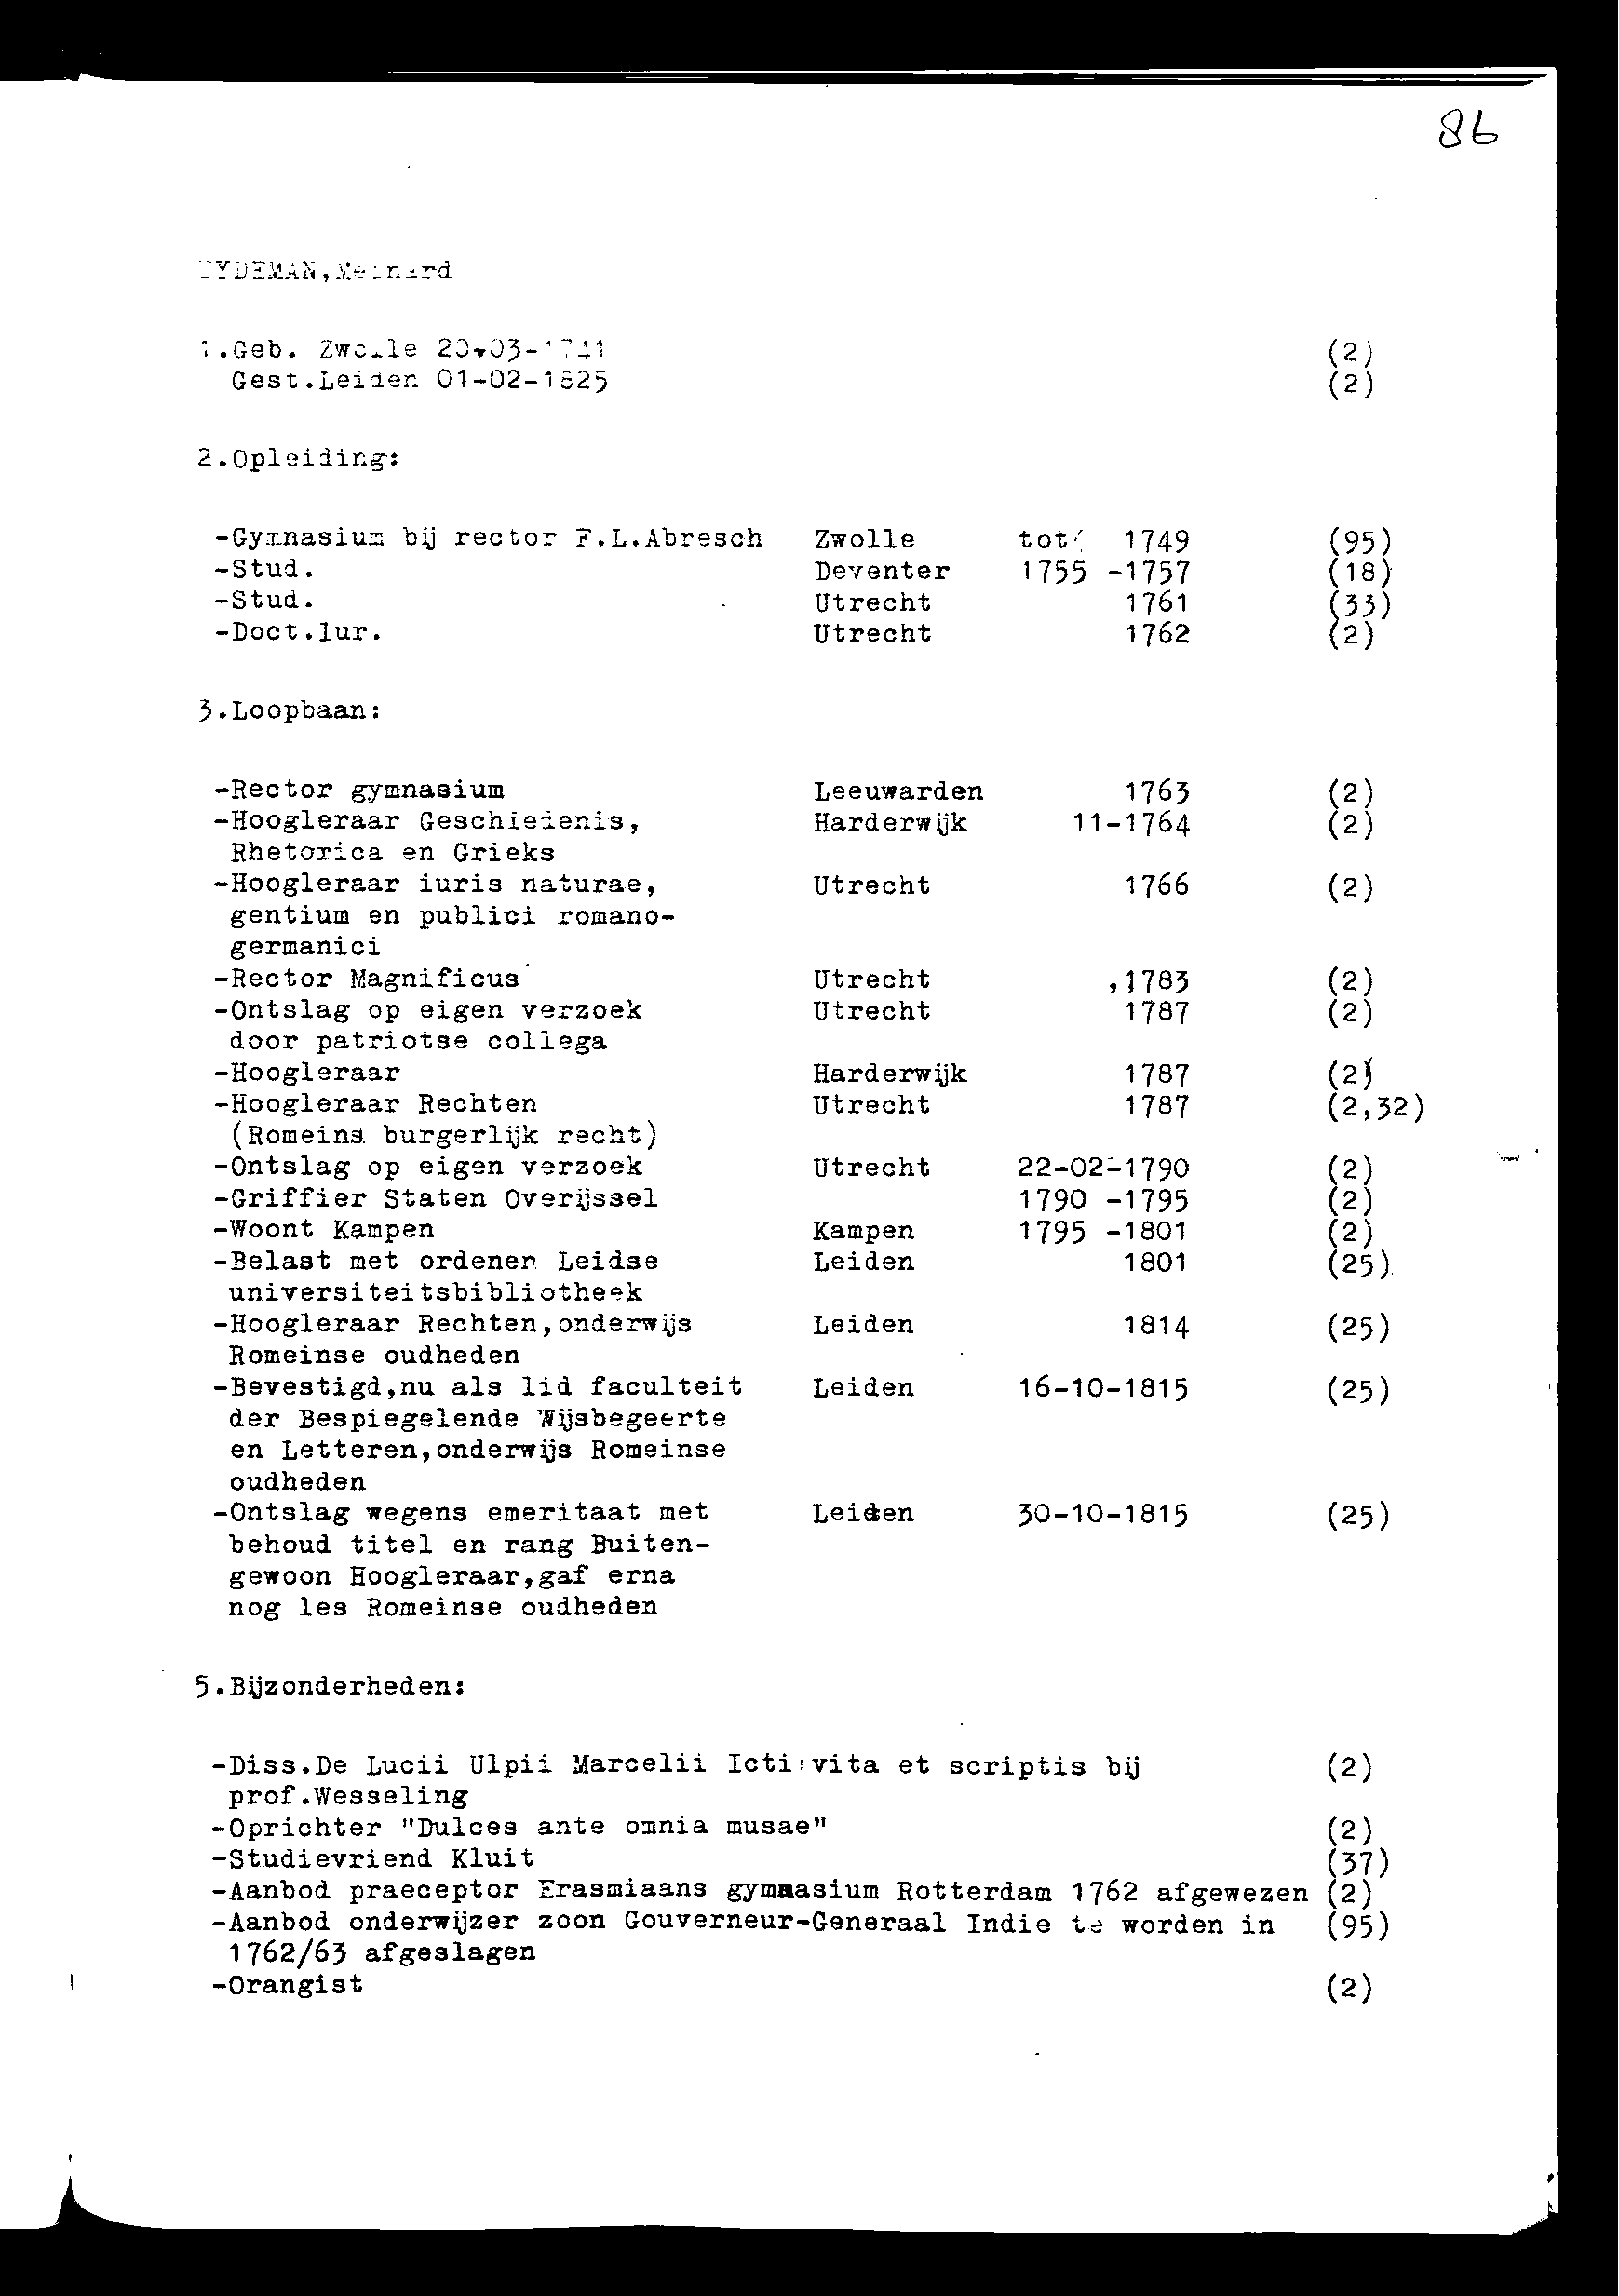 86
TYDEMAN,Meinard
1.Geb. Zwolle 20-03-1741 (2)
Gest.Leiden 01-02-1825 (2)
2.Opleiding:
-Gymnasium bij rector F.L.Abresch Zwolle tot 1749 (95)
-Stud. Deventer 1755 -1757 (18)
-Stud. Utrecht 1761 (33)
-Doct.Iur. Utrecht 1762 (2)
3.Loopbaan:
-Rector gymnasium Leeuwarden 1763 (2)
-Hoogleraar Geschiedenis, Harderwijk 11-1764 (2)
Rhetorica en Grieks
-Hoogleraar iuris naturae, Utrecht 1766 (2)
gentium en publici romano-
germanici
-Rector Magnificus Utrecht 1783 (2)
-Ontslag op eigen verzoek Utrecht 1787 (2)
door patriotse collega
-Hoogleraar Harderwijk 1787 (2)
-Hoogleraar Rechten Utrecht 1787 (2,32)
(Romeins burgerlijk recht)
-Ontslag op eigen verzoek Utrecht 22-02-1790 (2)
-Griffier Staten Overijssel 1790 -1795 (2)
-Woont Kampen Kampen 1795 -1801 (2)
-Belast met ordenen Leidse Leiden 1801 (25)
universiteitsbibliotheek
-Hoogleraar Rechten,onderwijs Leiden 1814 (25)
Romeinse oudheden
-Bevestigd,nu als lid faculteit Leiden 16-10-1815 (25)
der Bespiegelende Wijsbegeerte
en Letteren,onderwijs Romeinse
oudheden
-Ontslag wegens emeritaat met Leiden 30-10-1815 (25)
behoud titel en rang Buiten-
gewoon Hoogleraar,gaf erna
nog les Romeinse oudheden
5.Bijzonderheden:
-Diss.De Lucii Ulpii Marcelii Icti vita et scriptis bij (2)
prof.Wesseling
-Oprichter "Dulces ante omnia musae" (2)
-Studievriend Kluit (37)
-Aanbod praeceptor Erasmiaans gymnasium Rotterdam 1762 afgewezen (2)
-Aanbod onderwijzer zoon Gouverneur-Generaal Indie te worden in (95)
1762/63 afgeslagen
-Orangist (2)